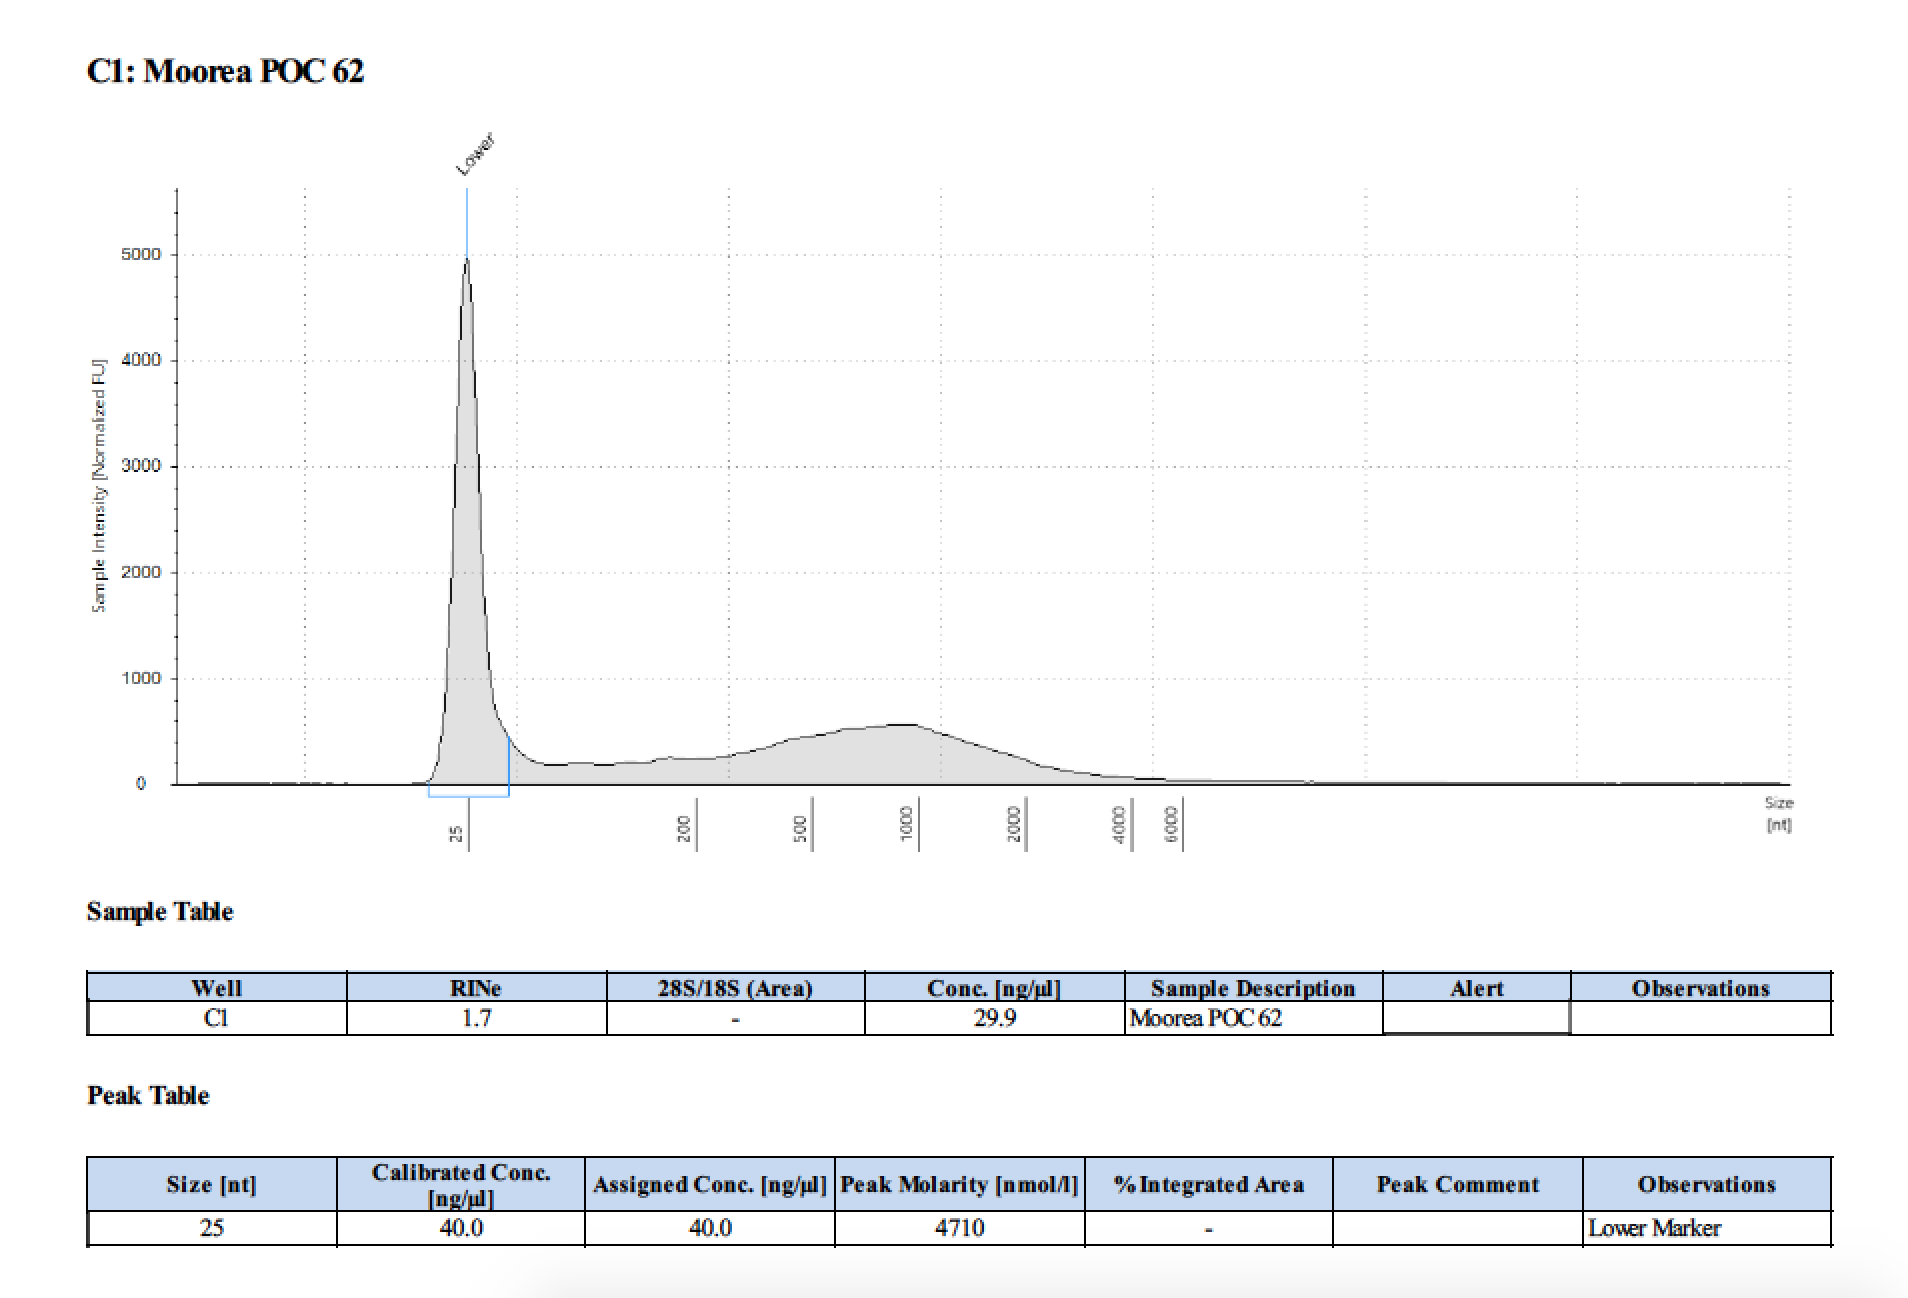 C1: Moorea POC 62
Lower
Sample Intensity [Normalized FU]
5000
4000
3000
2000
1000
0
25
200
500
1000
2000
4000
6000
Size
[nt]
Sample Table
Well RINe 28S/18S (Area) Conc. [ng/µl] Sample Description Alert Observations
C1 1.7 - 29.9 Moorea POC 62
Peak Table
Size [nt] Calibrated Conc. [ng/µl] Assigned Conc. [ng/µl] Peak Molarity [nmol/l] % Integrated Area Peak Comment Observations
25 40.0 40.0 4710 - Lower Marker